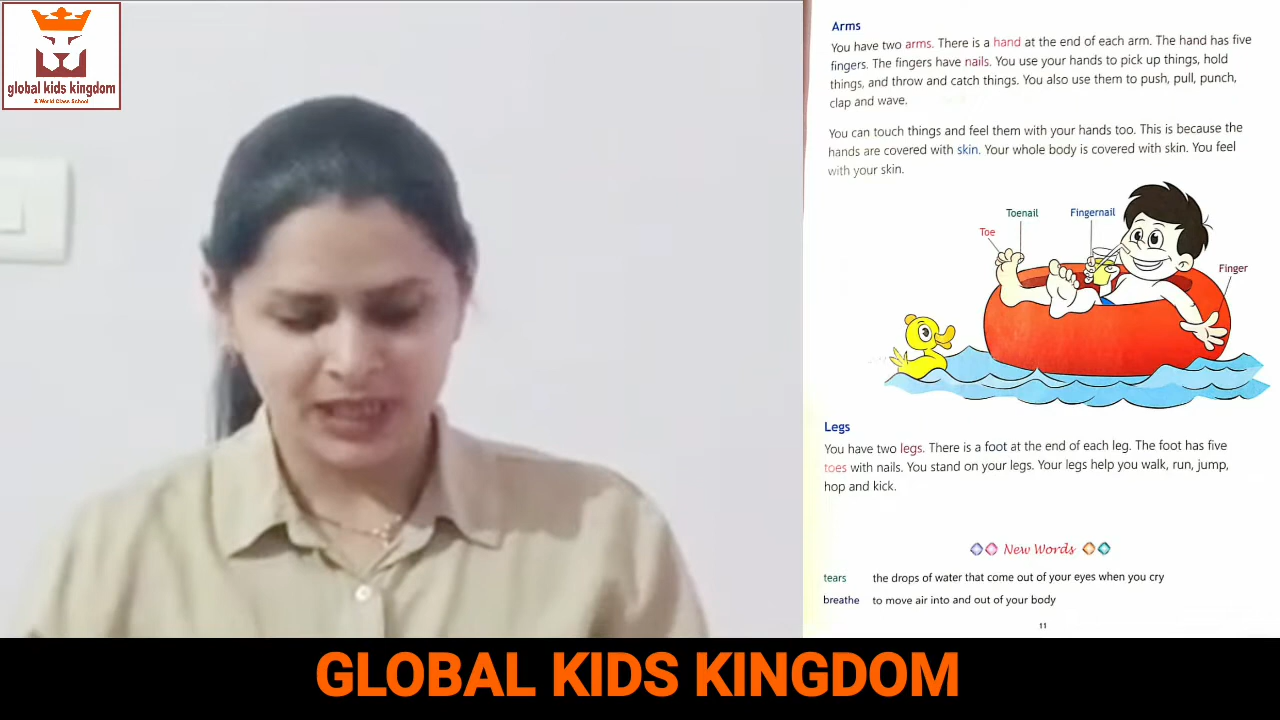 global kids kingdom
A World Class School
Arms
You have two arms. There is a hand at the end of each arm. The hand has five
fingers. The fingers have nails. You use your hands to pick up things, hold
things, and throw and catch things. You also use them to push, pull, punch,
clap and wave.
You can touch things and feel them with your hands too. This is because the
hands are covered with skin. Your whole body is covered with skin. You feel
with your skin.
Toenail
Fingernail
Toe
Finger
Legs
You have two legs. There is a foot at the end of each leg. The foot has five
toes with nails. You stand on your legs. Your legs help you walk, run, jump,
hop and kick.
New Words
tears the drops of water that come out of your eyes when you cry
breathe to move air into and out of your body
11
GLOBAL KIDS KINGDOM